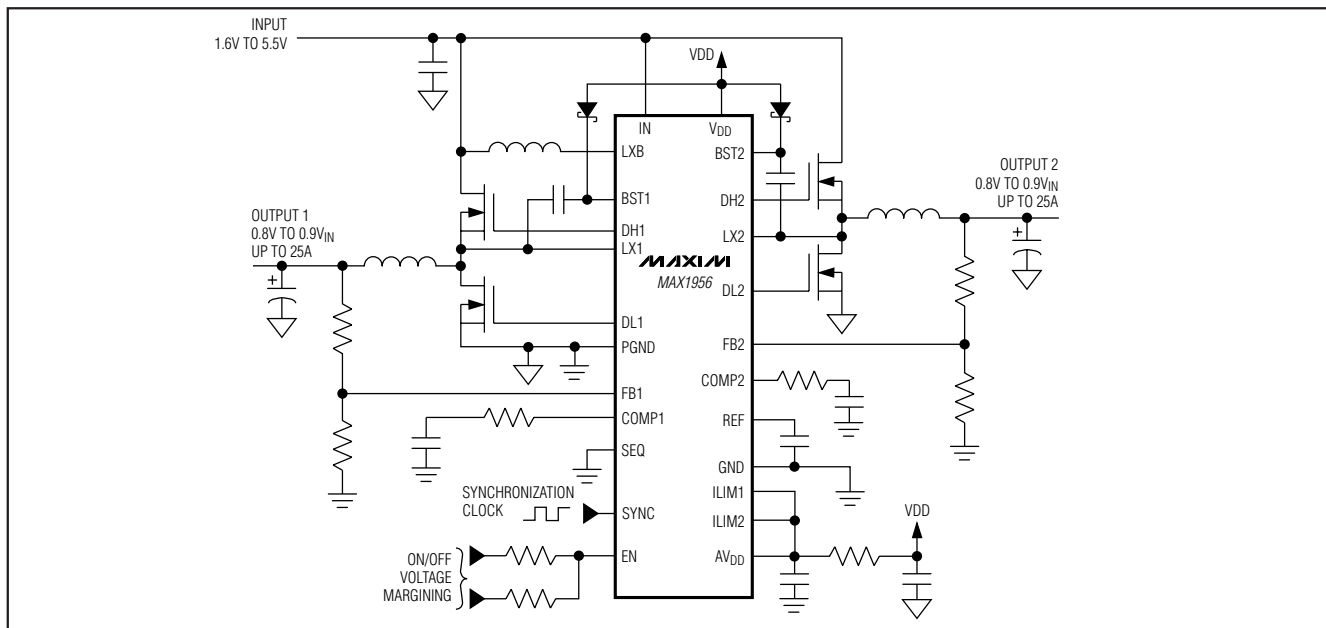 INPUT
1.6V TO 5.5V
VDD
IN
VDD
LXB
BST2
BST1
DH2
OUTPUT 2
0.8V TO 0.9VIN
UP TO 25A
OUTPUT 1
0.8V TO 0.9VIN
UP TO 25A
DH1
LX1
LX2
MAXIM
MAX1956
DL2
DL1
PGND
FB2
FB1
COMP2
COMP1
REF
SEQ
GND
ILIM1
SYNCHRONIZATION
CLOCK
SYNC
ILIM2
VDD
ON/OFF
VOLTAGE
MARGINING
EN
AVDD
+
+